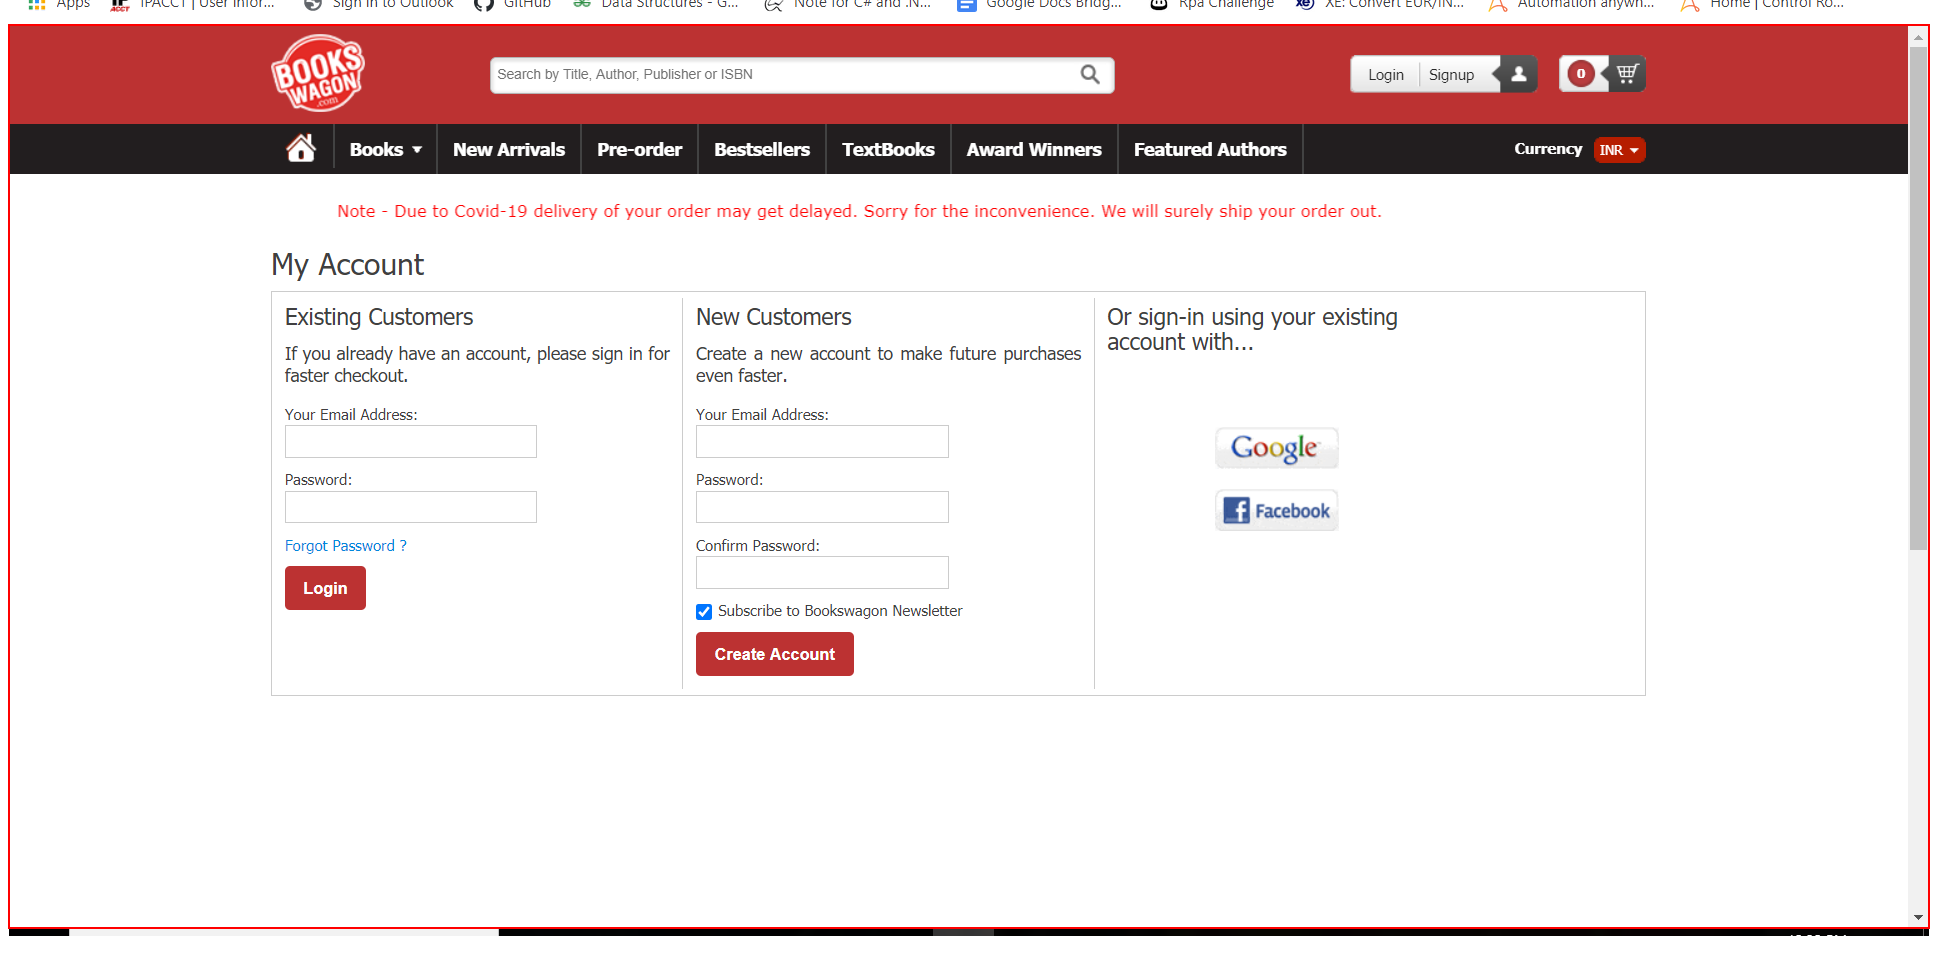 Apps IPACCT | User Infor... Sign in to Outlook GitHub Data Structures - G... Note for C# and .N... Google Docs Bridg... Rpa Challenge XE: Convert EUR/IN... Automation anywh... Home | Control Ro...
BOOKS WAGON .com
Search by Title, Author, Publisher or ISBN
Login Signup 0
Books New Arrivals Pre-order Bestsellers TextBooks Award Winners Featured Authors Currency INR
Note - Due to Covid-19 delivery of your order may get delayed. Sorry for the inconvenience. We will surely ship your order out.
My Account
Existing Customers
If you already have an account, please sign in for
faster checkout.
Your Email Address:
Password:
Forgot Password ?
Login
New Customers
Create a new account to make future purchases
even faster.
Your Email Address:
Password:
Confirm Password:
Subscribe to Bookswagon Newsletter
Create Account
Or sign-in using your existing
account with...
Google
Facebook